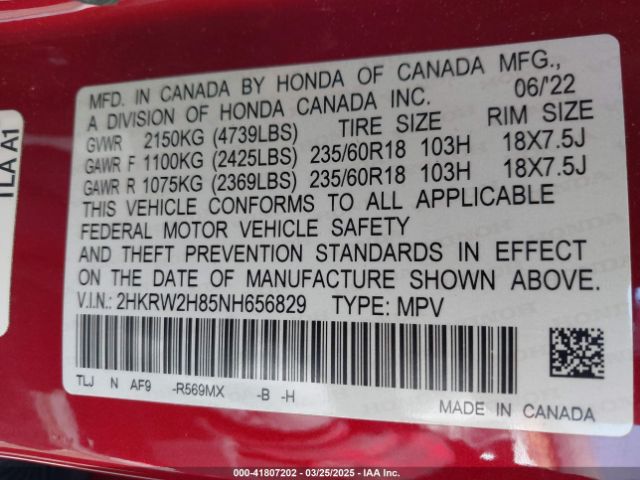 TLA A1
MFD. IN CANADA BY HONDA OF CANADA MFG.,
A DIVISION OF HONDA CANADA INC. 06/'22
GVWR 2150KG (4739LBS) TIRE SIZE RIM SIZE
GAWR F 1100KG (2425LBS) 235/60R18 103H 18X7.5J
GAWR R 1075KG (2369LBS) 235/60R18 103H 18X7.5J
THIS VEHICLE CONFORMS TO ALL APPLICABLE
FEDERAL MOTOR VEHICLE SAFETY
AND THEFT PREVENTION STANDARDS IN EFFECT
ON THE DATE OF MANUFACTURE SHOWN ABOVE.
V.I.N.: 2HKRW2H85NH656829 TYPE: MPV
TLJ N AF9 -R569MX -B -H
MADE IN CANADA
000-41807202 — 03/25/2025 — IAA Inc.